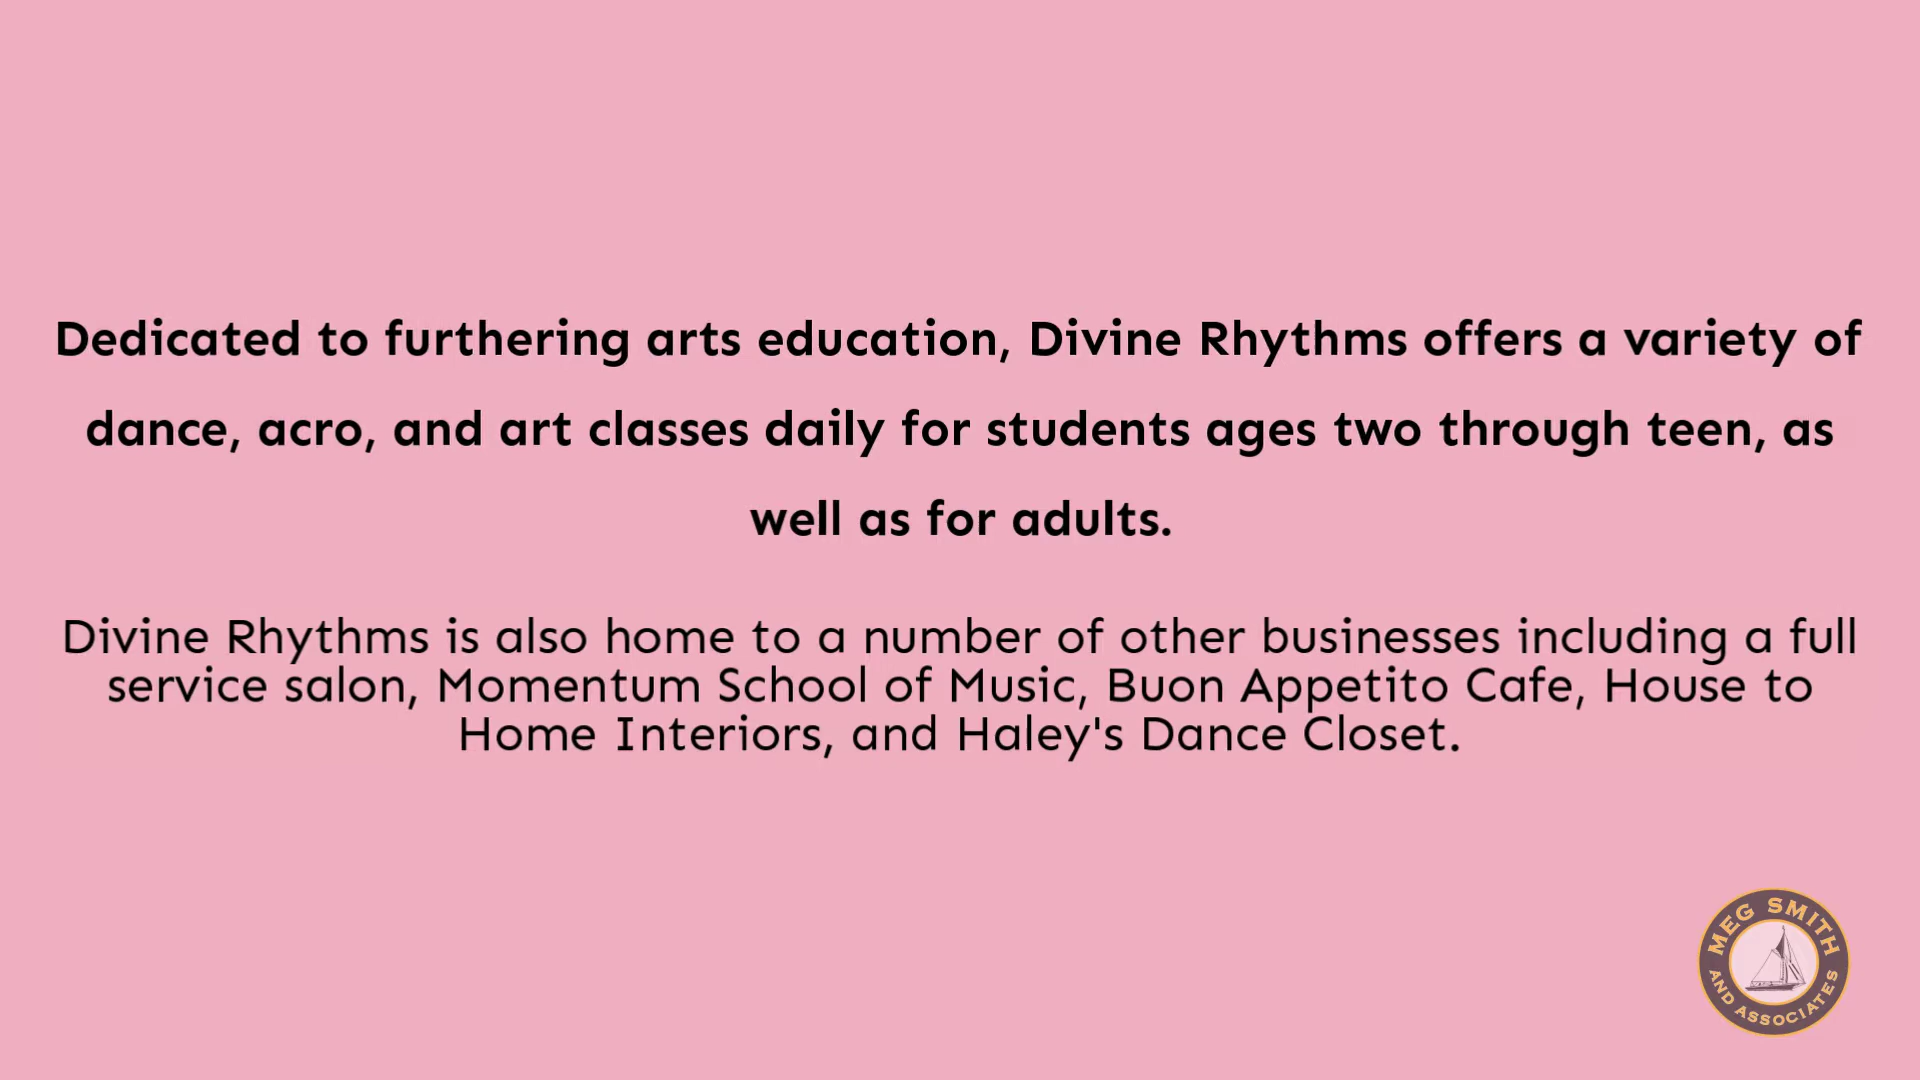 Dedicated to furthering arts education, Divine Rhythms offers a variety of
dance, acro, and art classes daily for students ages two through teen, as
well as for adults.
Divine Rhythms is also home to a number of other businesses including a full
service salon, Momentum School of Music, Buon Appetito Cafe, House to
Home Interiors, and Haley's Dance Closet.
MEG SMITH
AND ASSOCIATES